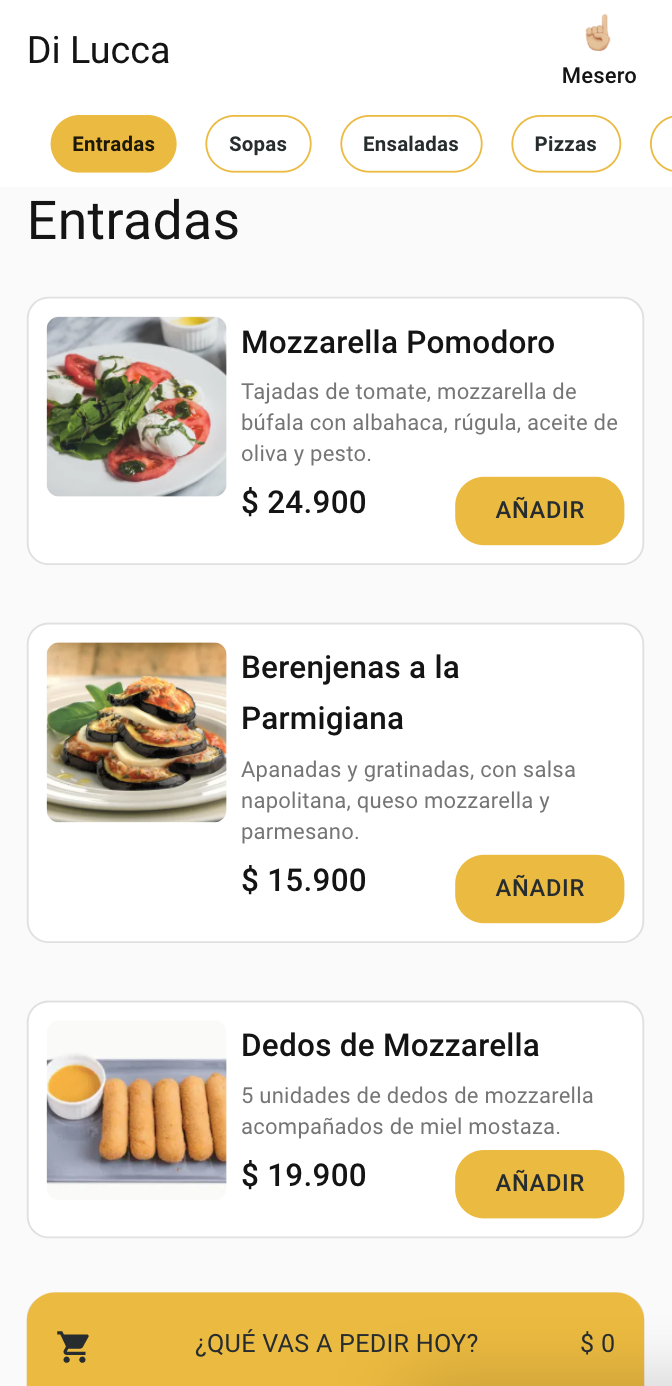 Di Lucca
Mesero
Entradas
Sopas
Ensaladas
Pizzas
Entradas
Mozzarella Pomodoro
Tajadas de tomate, mozzarella de
búfala con albahaca, rúgula, aceite de
oliva y pesto.
$ 24.900
AÑADIR
Berenjenas a la
Parmigiana
Apanadas y gratinadas, con salsa
napolitana, queso mozzarella y
parmesano.
$ 15.900
AÑADIR
Dedos de Mozzarella
5 unidades de dedos de mozzarella
acompañados de miel mostaza.
$ 19.900
AÑADIR
¿QUÉ VAS A PEDIR HOY?
$ 0